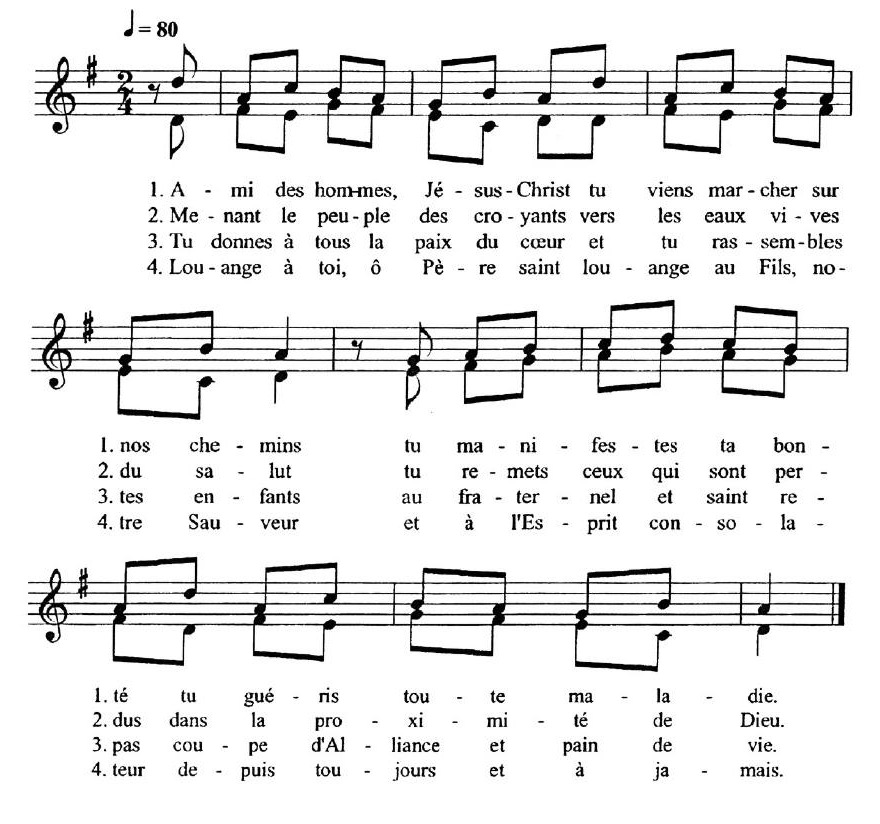 ♩ = 80
2
4
1. A - mi des hom-mes, Jé - sus - Christ tu viens mar - cher sur
2. Me - nant le peu - ple des cro - yants vers les eaux vi - ves
3. Tu donnes à tous la paix du cœur et tu ras - sem - bles
4. Lou - ange à toi, ô Pè - re saint lou - ange au Fils, no-
1. nos che - mins tu ma - ni - fes - tes ta bon -
2. du sa - lut tu re - mets ceux qui sont per -
3. tes en - fants au fra - ter - nel et saint re -
4. tre Sau - veur et à l'Es - prit con - so - la -
1. té tu gué - ris tou - te ma - la - die.
2. dus dans la pro - xi - mi - té de Dieu.
3. pas cou - pe d'Al - liance et pain de vie.
4. teur de - puis tou - jours et à ja - mais.